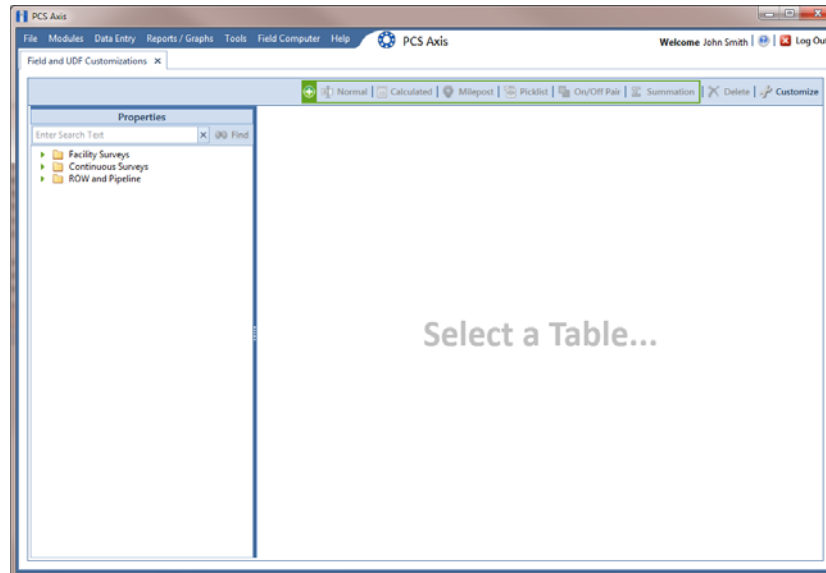 PCS Axis
File Modules Data Entry Reports / Graphs Tools Field Computer Help PCS Axis Welcome John Smith Log Out
Field and UDF Customizations
Normal | Calculated | Milepost | Picklist | On/Off Pair | Summation | Delete | Customize
Properties
Enter Search Text Find
Facility Surveys
Continuous Surveys
ROW and Pipeline
Select a Table...